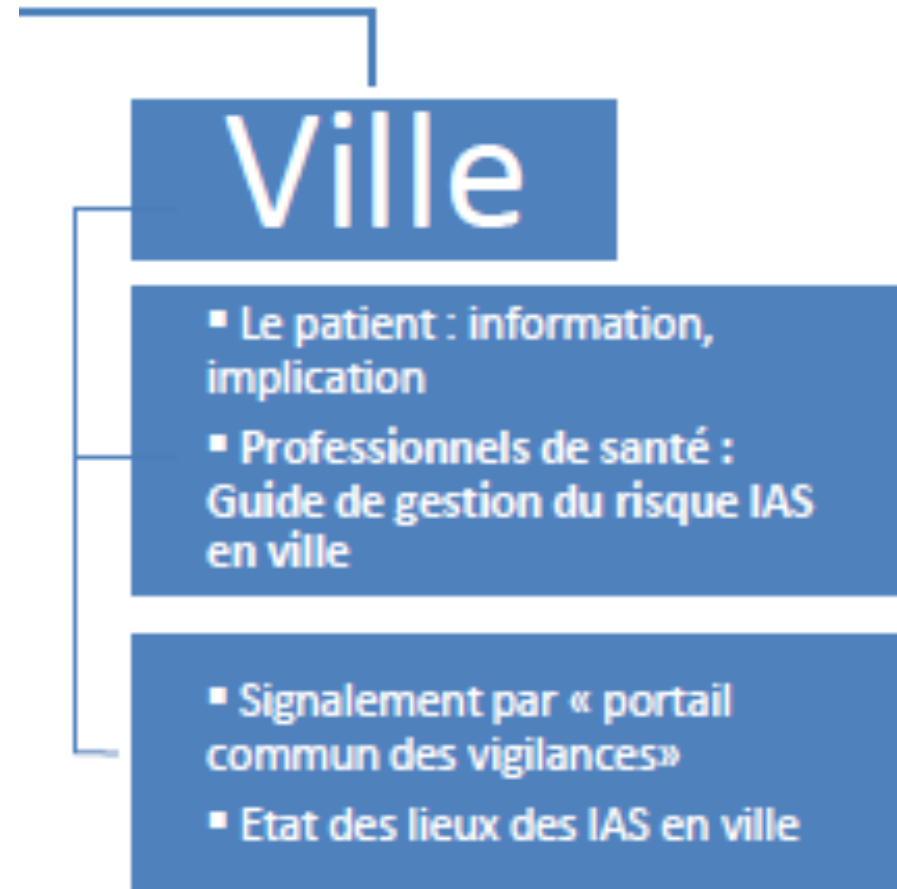 Ville
▪ Le patient : information,
implication
▪ Professionnels de santé :
Guide de gestion du risque IAS
en ville
▪ Signalement par « portail
commun des vigilances»
▪ Etat des lieux des IAS en ville